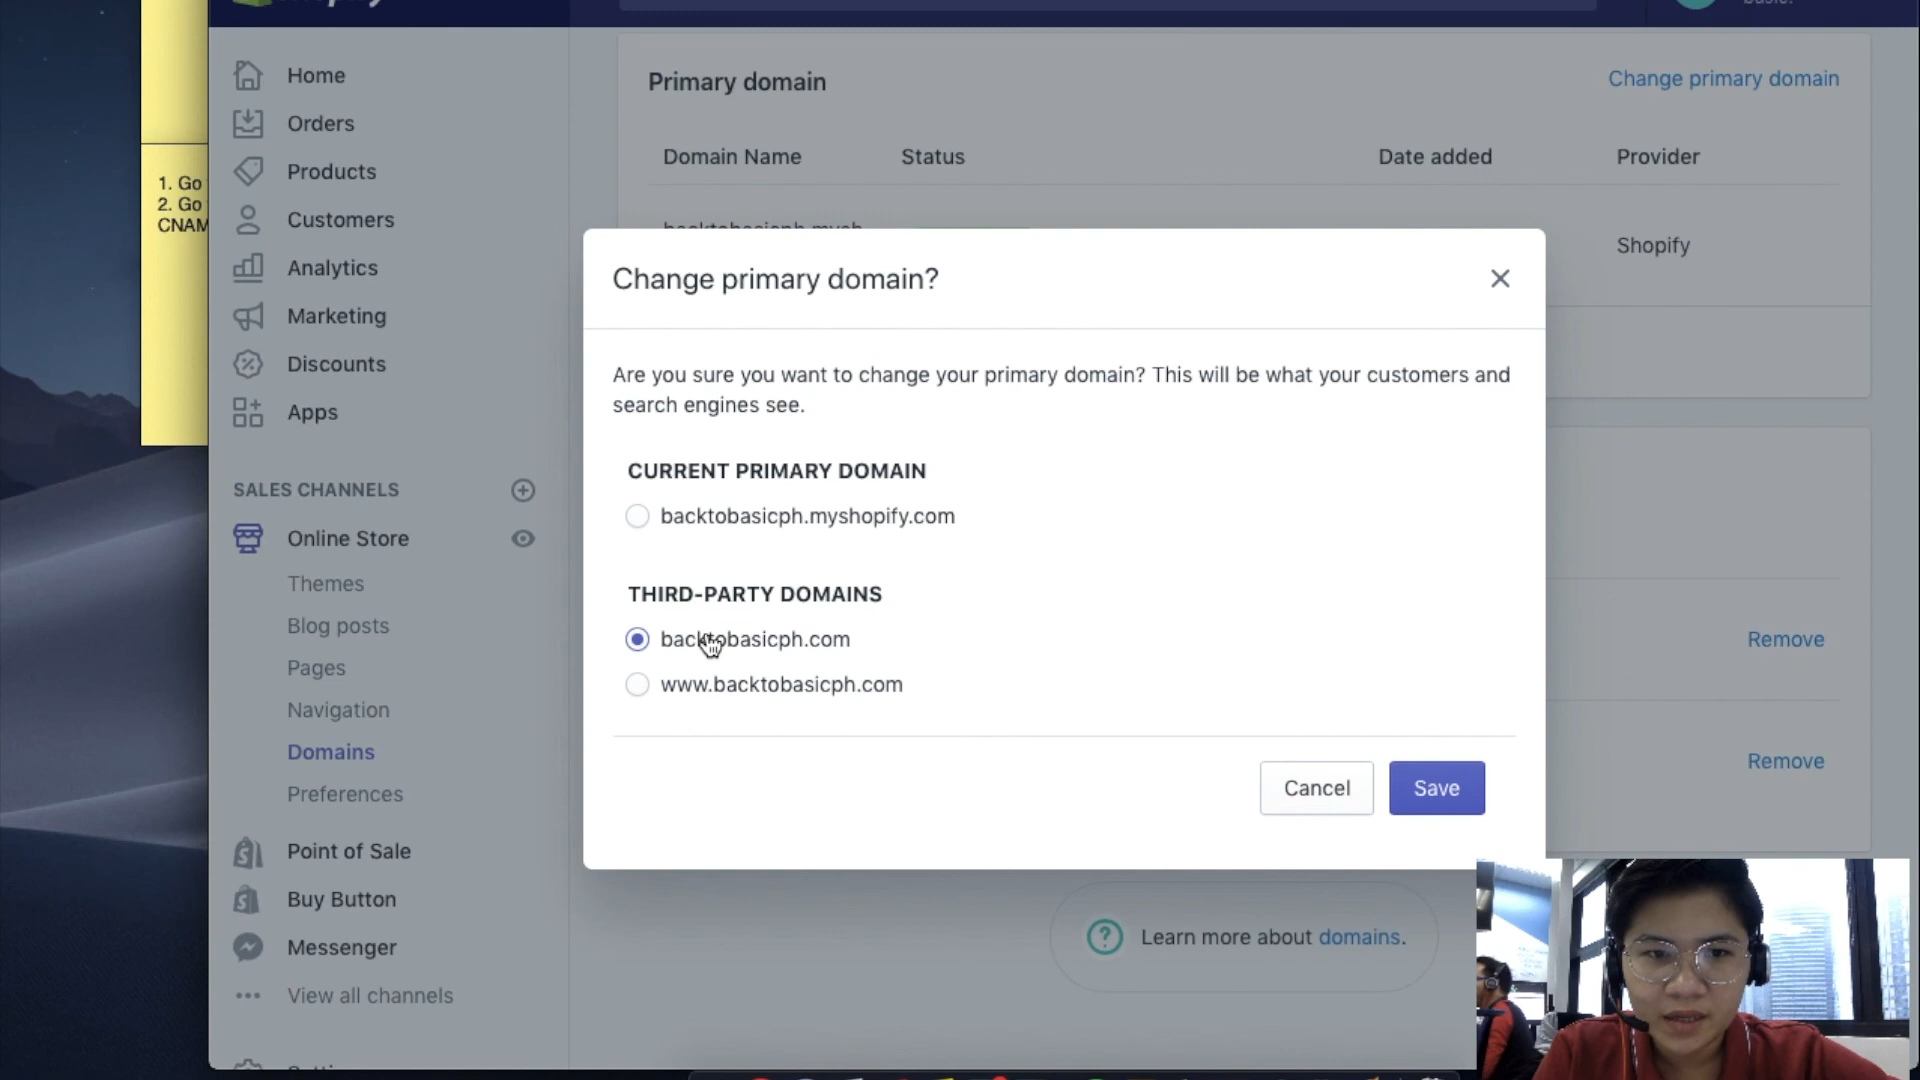 Home
Orders
Products
Customers
Analytics
Marketing
Discounts
Apps
SALES CHANNELS
Online Store
Themes
Blog posts
Pages
Navigation
Domains
Preferences
Point of Sale
Buy Button
Messenger
View all channels
1. Go
2. Go
CNAM
Primary domain
Change primary domain
Domain Name Status Date added Provider
Shopify
Change primary domain?
Are you sure you want to change your primary domain? This will be what your customers and
search engines see.
CURRENT PRIMARY DOMAIN
backtobasicph.myshopify.com
THIRD-PARTY DOMAINS
backtobasicph.com
www.backtobasicph.com
Cancel Save
Remove
Remove
Learn more about domains.